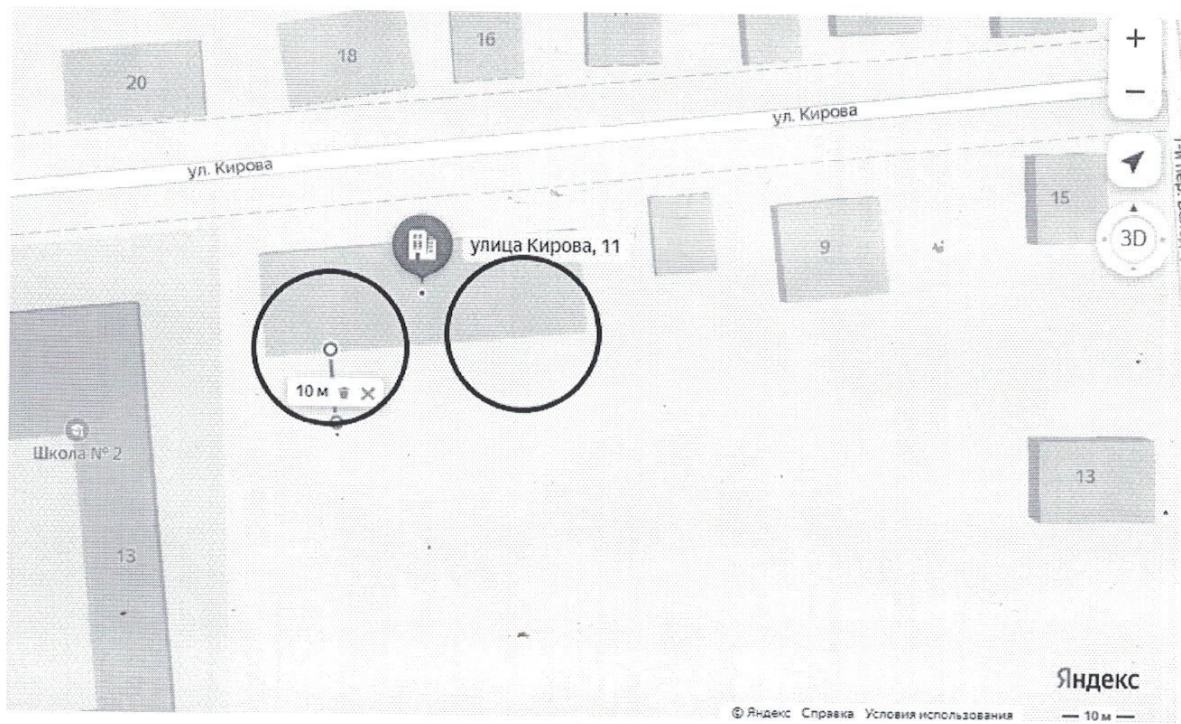 20
18
16
ул. Кирова
ул. Кирова
+
−
15
3D
улица Кирова, 11
9
10 м
Школа № 2
13
13
Яндекс
© Яндекс Справка Условия использования
10 м